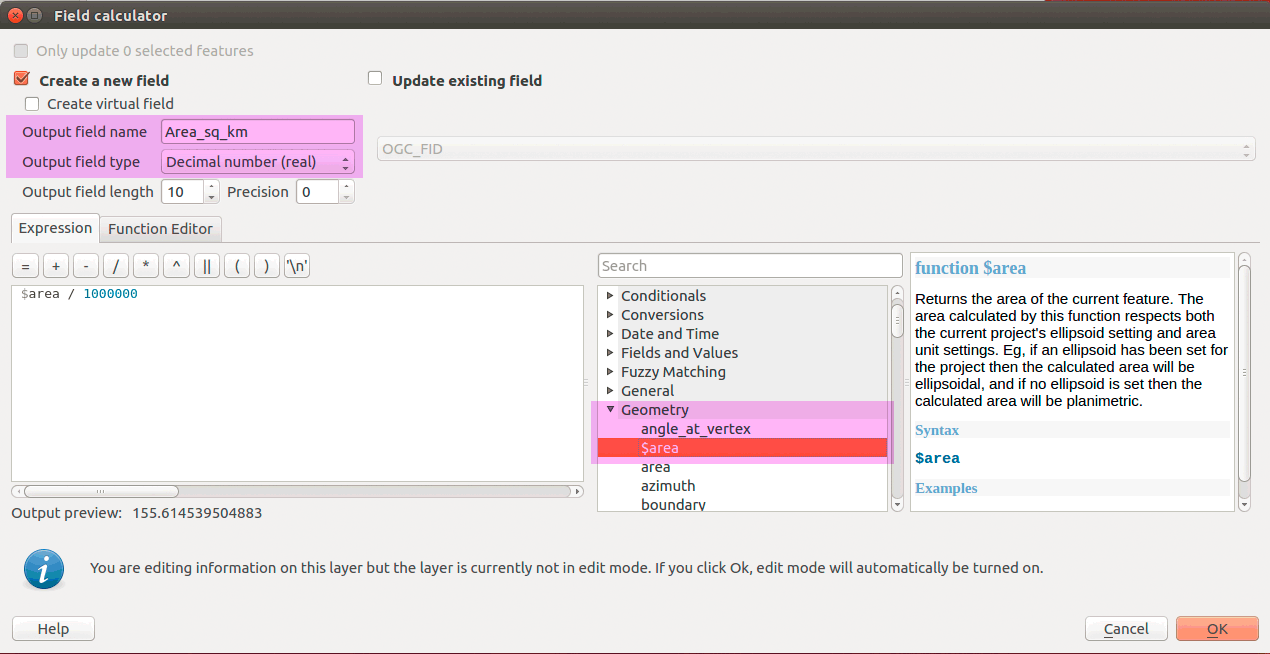 Field calculator
Only update 0 selected features
Create a new field
Update existing field
Create virtual field
Output field name Area_sq_km
OGC_FID
Output field type Decimal number (real)
Output field length 10 Precision 0
Expression Function Editor
= + - / * ^ || ( ) '\n'
$area / 1000000
Output preview: 155.614539504883
Search
Conditionals
Conversions
Date and Time
Fields and Values
Fuzzy Matching
General
Geometry
angle_at_vertex
$area
area
azimuth
boundary
function $area
Returns the area of the current feature. The
area calculated by this function respects both
the current project's ellipsoid setting and area
unit settings. Eg, if an ellipsoid has been set for
the project then the calculated area will be
ellipsoidal, and if no ellipsoid is set then the
calculated area will be planimetric.
Syntax
$area
Examples
You are editing information on this layer but the layer is currently not in edit mode. If you click Ok, edit mode will automatically be turned on.
Help
Cancel
OK